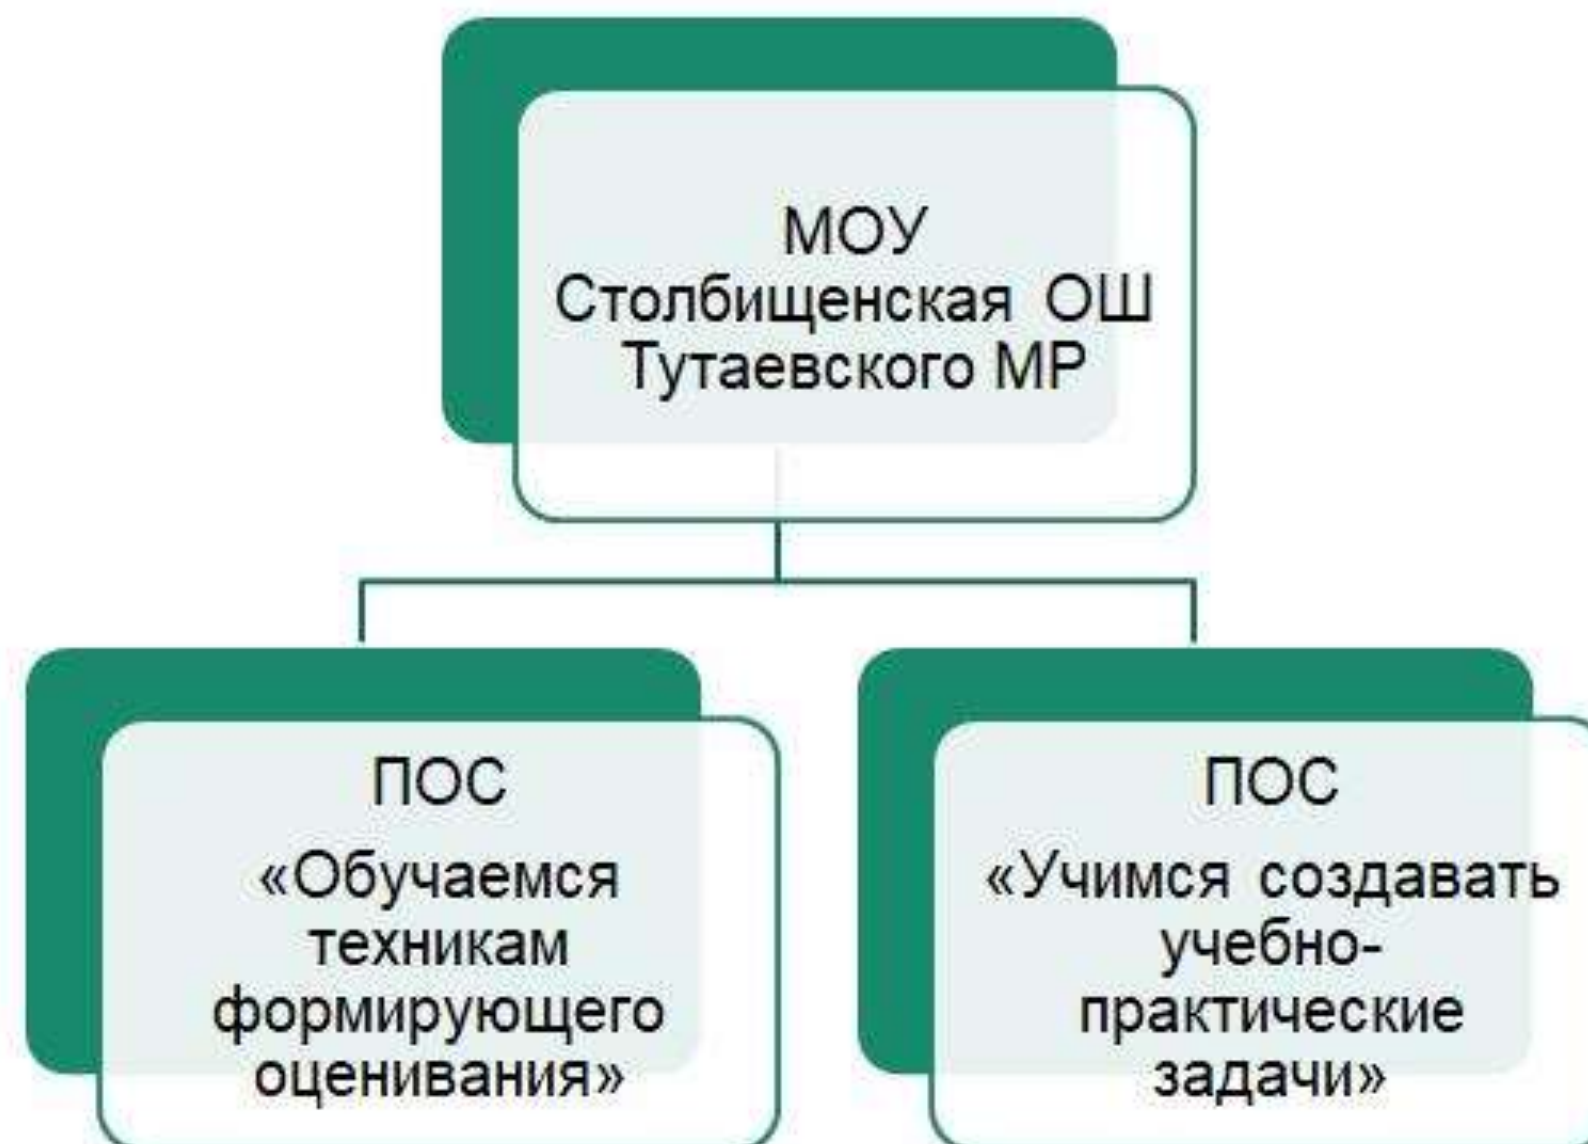 МОУ
Столбищенская ОШ
Тутаевского МР
ПОС
«Обучаемся
техникам
формирующего
оценивания»
ПОС
«Учимся создавать
учебно-
практические
задачи»